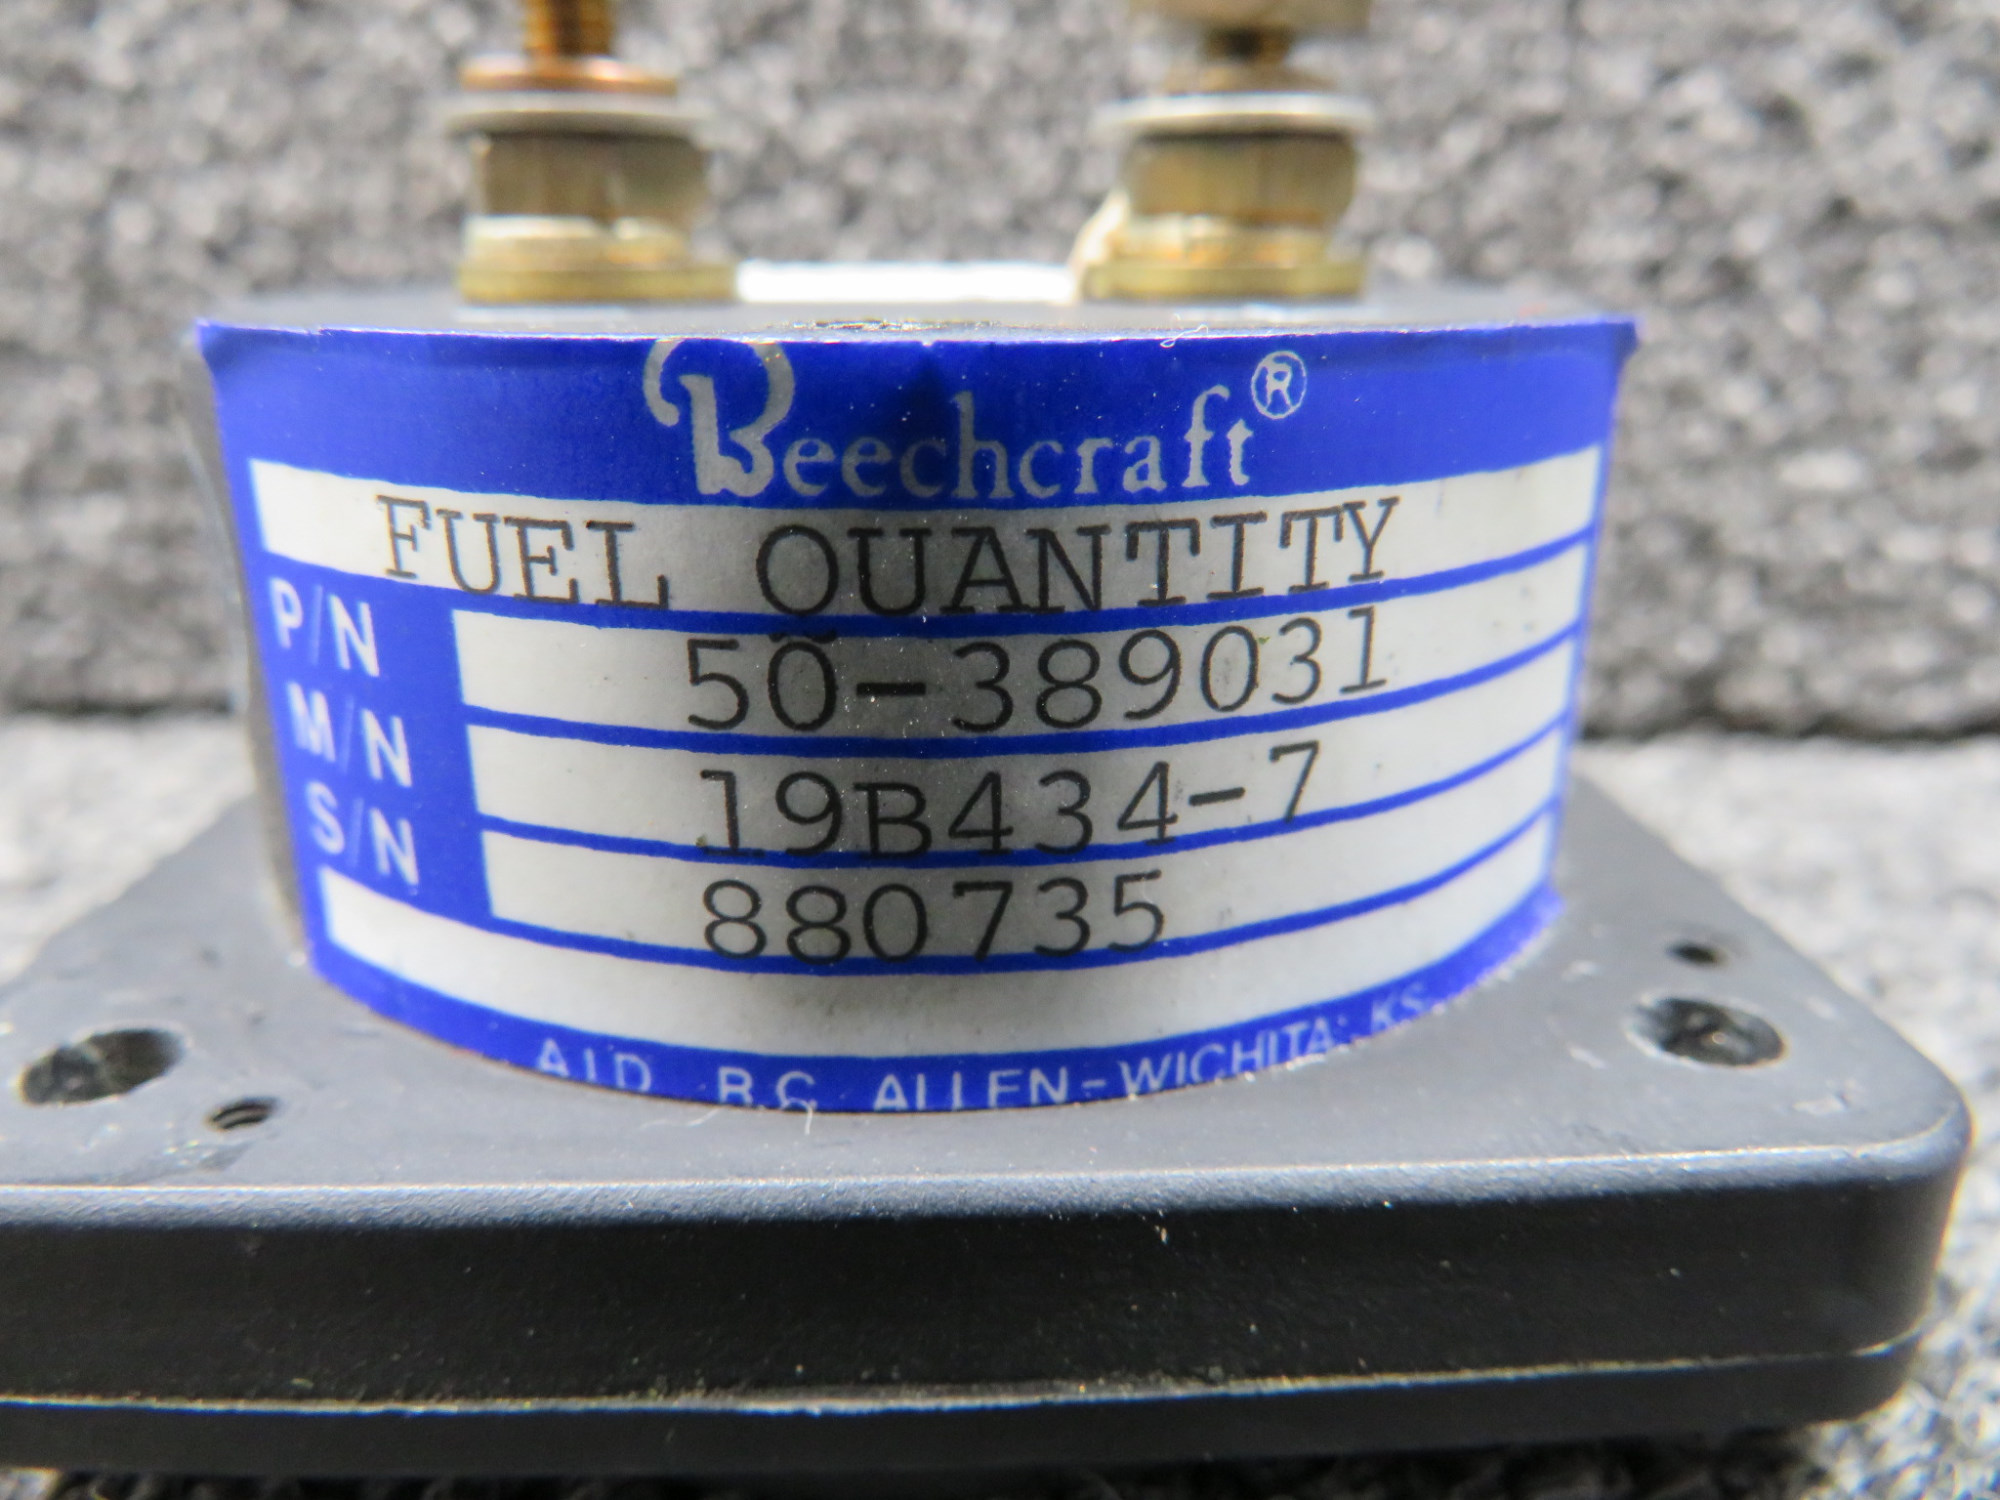 Beechcraft®
FUEL QUANTITY
P/N 50-389031
M/N 19B434-7
S/N 880735
AID R.C. ALLEN-WICHITA, KS.